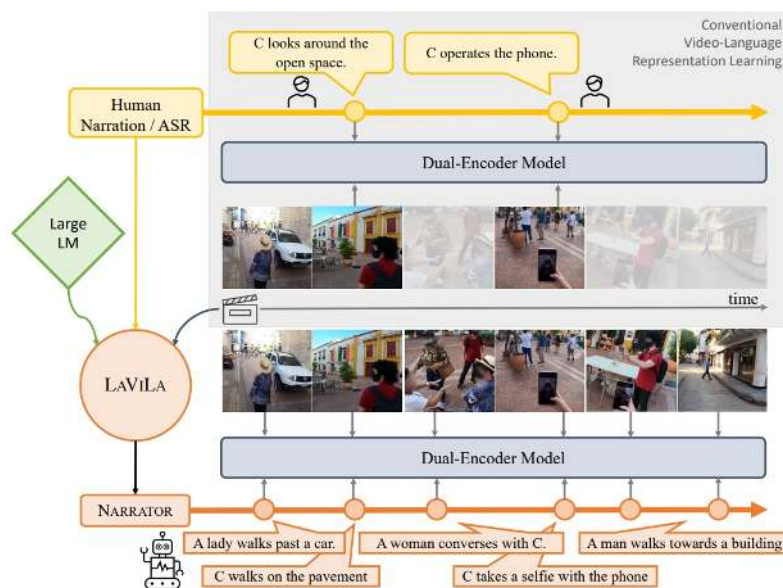 Conventional
Video-Language
Representation Learning
C looks around the
open space.
C operates the phone.
Human
Narration / ASR
Dual-Encoder Model
Large
LM
time
LAVILA
Dual-Encoder Model
NARRATOR
A lady walks past a car.
A woman converses with C.
A man walks towards a building
C walks on the pavement
C takes a selfie with the phone